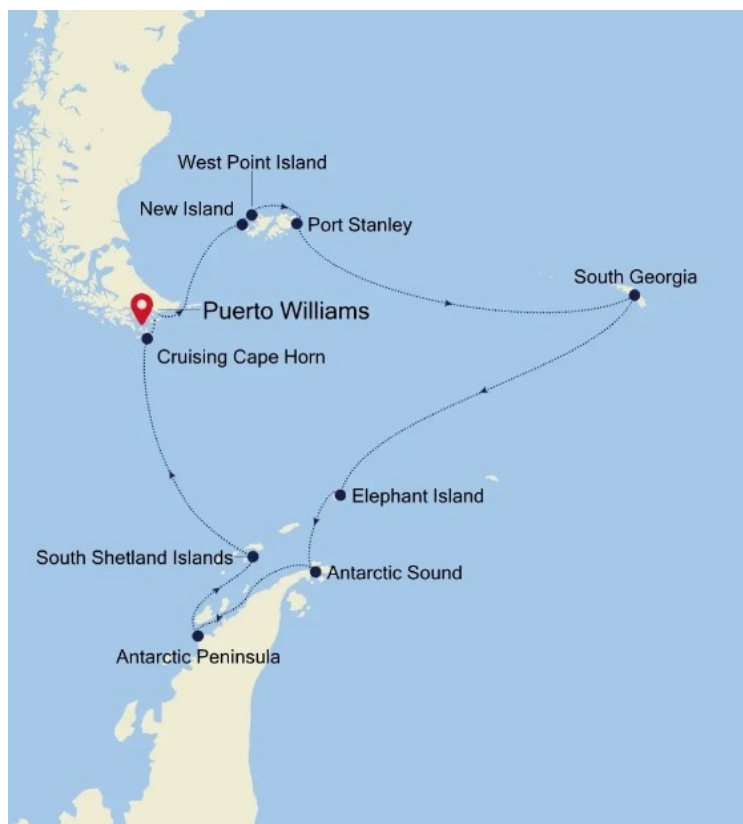 West Point Island
New Island
Port Stanley
South Georgia
Puerto Williams
Cruising Cape Horn
Elephant Island
South Shetland Islands
Antarctic Sound
Antarctic Peninsula